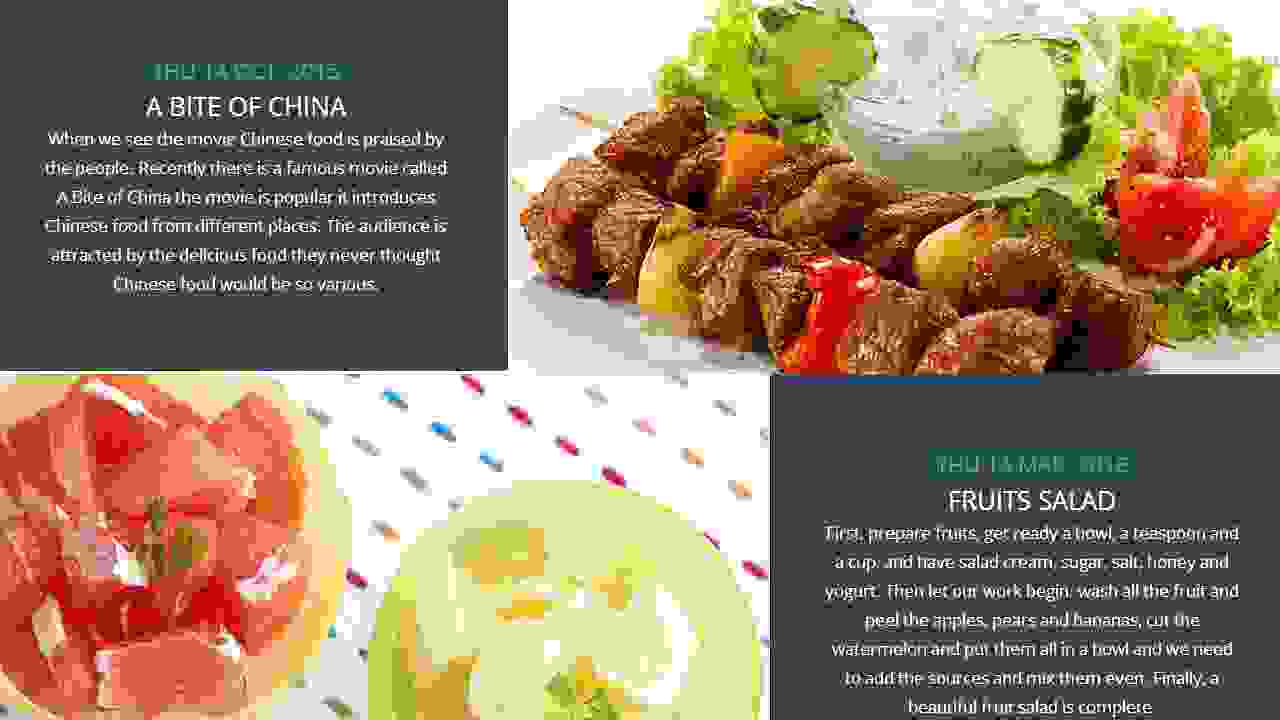 THU 14 OCT 2015
A BITE OF CHINA
When we see the movie Chinese food is praised by
the people. Recently there is a famous movie called
A Bite of China the movie is popular it introduces
Chinese food from different places. The audience is
attracted by the delicious food they never thought
Chinese food would be so various.
THU 13 MAR
FRUITS SALAD
First, prepare fruits, get ready a bowl, a teaspoon and
a cup, and have salad cream, sugar, salt, honey and
yogurt. Then let our work begin, wash all the fruit and
peel the apples, pears and bananas, cut the
watermelon and put them all in a bowl and we need
to add the sources and mix them even. Finally, a
beautiful fruit salad is complete